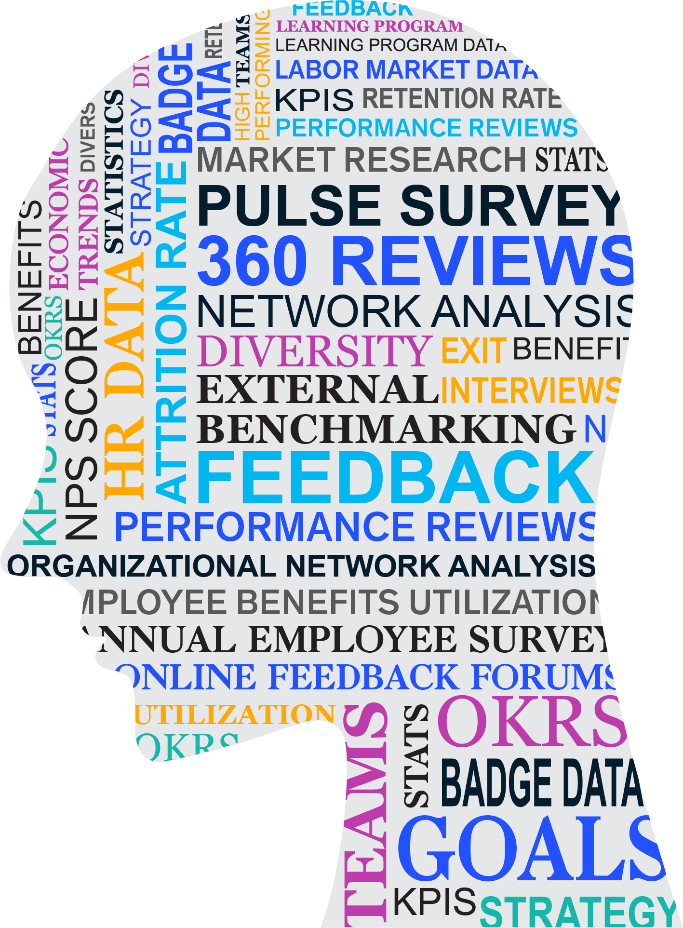 FEEDBACK
LEARNING PROGRAM
LEARNING PROGRAM DATA
LABOR MARKET DATA
KPIS RETENTION RATE
PERFORMANCE REVIEWS
MARKET RESEARCH STATS
PULSE SURVEY
360 REVIEWS
NETWORK ANALYSIS
DIVERSITY EXIT BENEFIT
EXTERNAL INTERVIEWS
BENCHMARKING N
FEEDBACK
BENEFITS
OKRS
STATS
KPIS
ECONOMIC
TRENDS
DIVERS
NPS SCORE
STATISTICS
HR DATA
STRATEGY
DIV
BADGE
DATA
ATTRITION RATE
RETE
HIGH TEAMS
PERFORMING
PERFORMANCE REVIEWS
ORGANIZATIONAL NETWORK ANALYSIS
MPLOYEE BENEFITS UTILIZATION
ANNUAL EMPLOYEE SURVEY
ONLINE FEEDBACK FORUMS
UTILIZATION
OKRS
TEAMS
STATS
OKRS
BADGE DATA
GOALS
KPIS STRATEGY